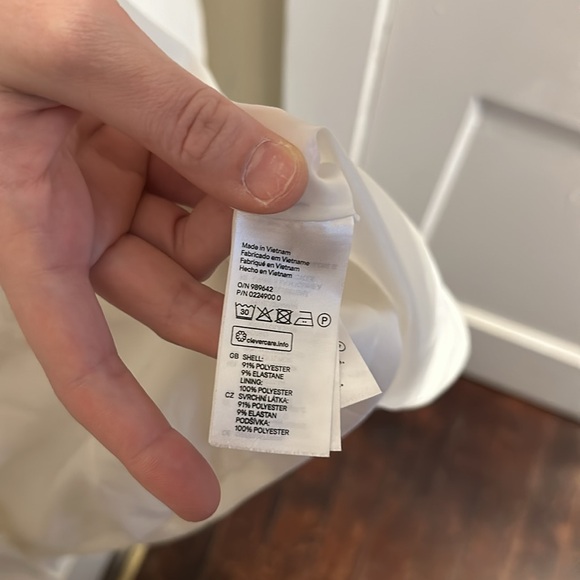 Made in Vietnam
Fabricado em Vietname
Fabriqué en Vietnam
Hecho en Vietnam
O/N 989642
P/N 0224900 0
30 P
clevercare.info
GB SHELL:
91% POLYESTER
9% ELASTANE
LINING:
100% POLYESTER
CZ SVRCHNÍ LÁTKA:
91% POLYESTER
9% ELASTAN
PODŠÍVKA:
100% POLYESTER